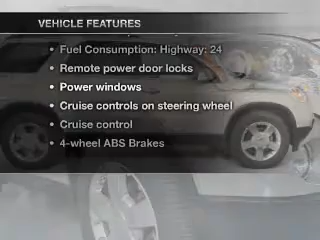 VEHICLE FEATURES
• Fuel Consumption: Highway: 24
• Remote power door locks
• Power windows
• Cruise controls on steering wheel
• Cruise control
• 4-wheel ABS Brakes